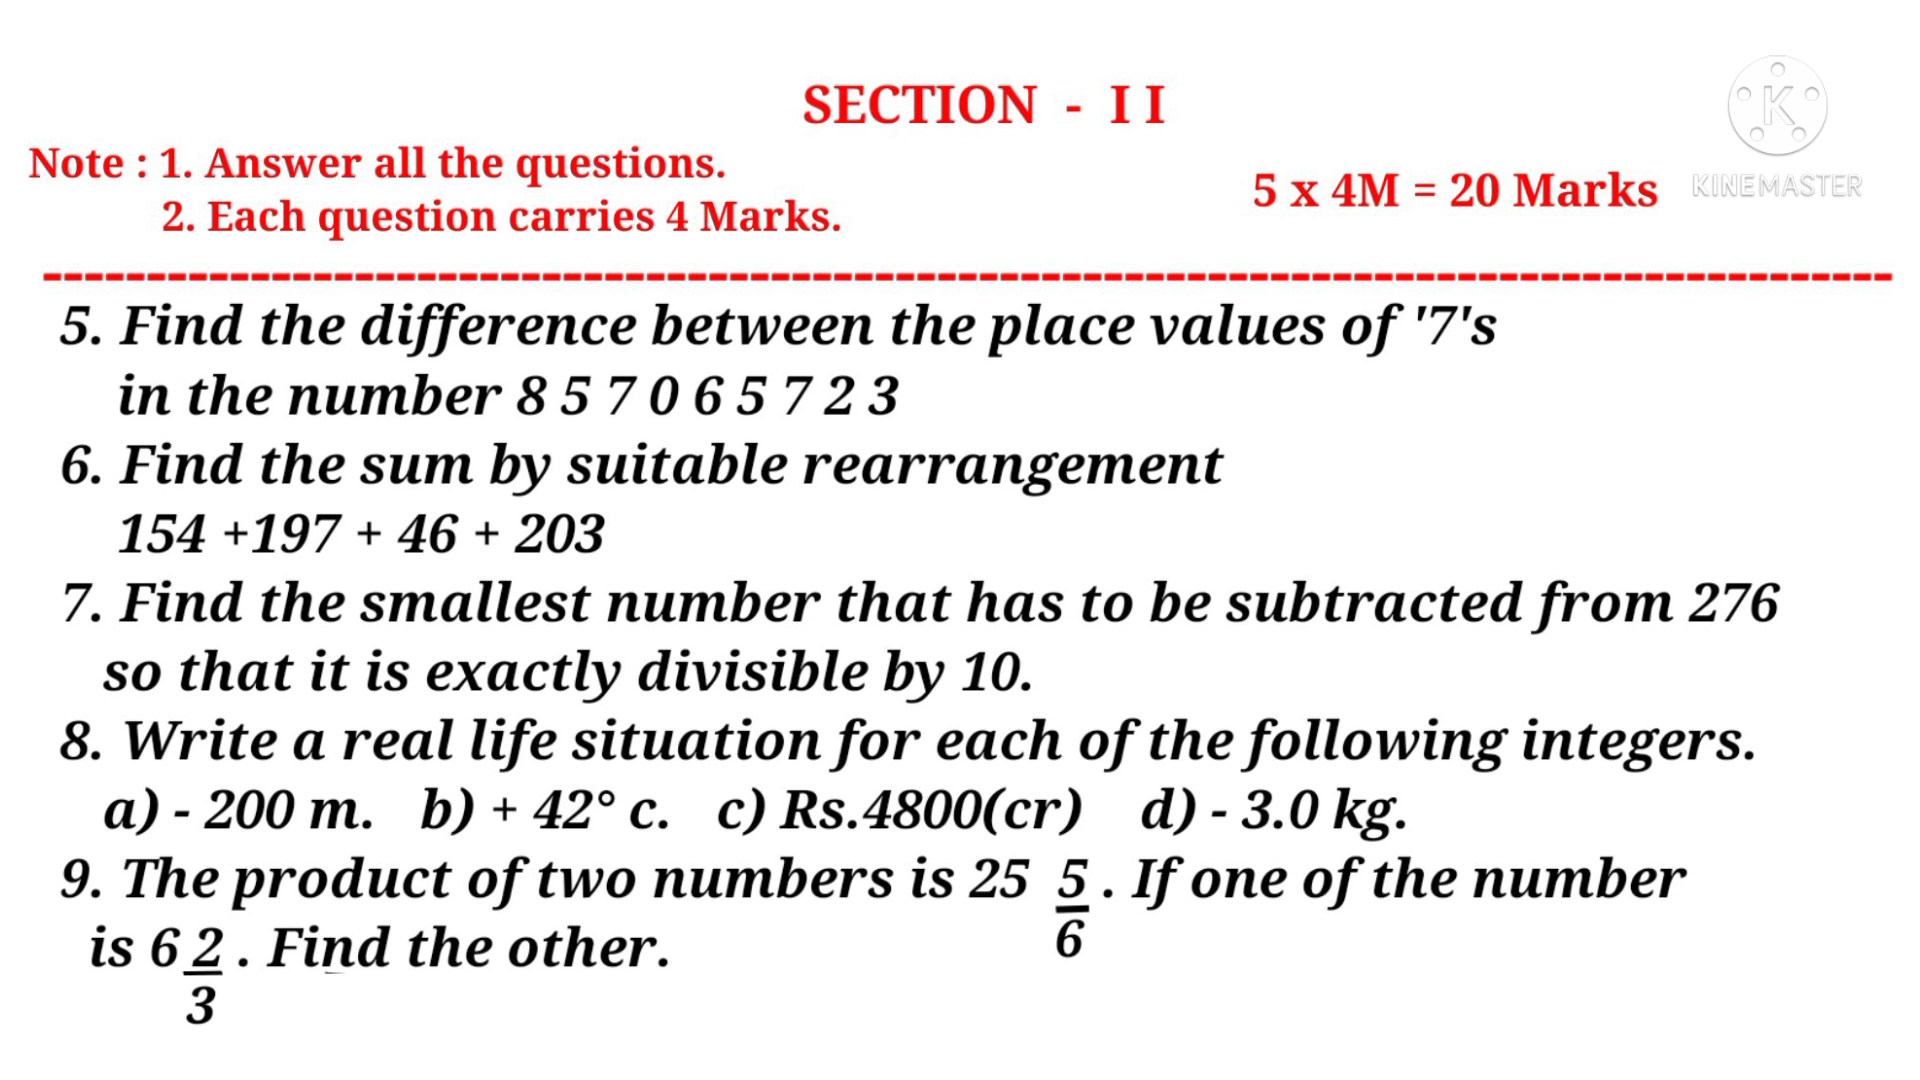 SECTION - I I
Note : 1. Answer all the questions.
2. Each question carries 4 Marks.
5 x 4M = 20 Marks
K
KINEMASTER
5. Find the difference between the place values of '7's
in the number 8 5 7 0 6 5 7 2 3
6. Find the sum by suitable rearrangement
154 +197 + 46 + 203
7. Find the smallest number that has to be subtracted from 276
so that it is exactly divisible by 10.
8. Write a real life situation for each of the following integers.
a) - 200 m. b) + 42° c. c) Rs.4800(cr) d) - 3.0 kg.
9. The product of two numbers is 25 5/6 . If one of the number
is 6 2/3 . Find the other.